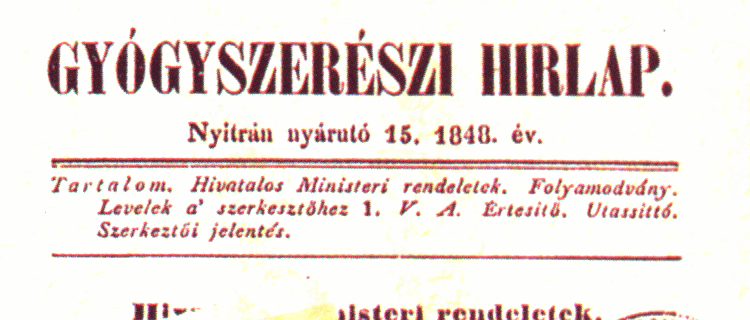 GYÓGYSZERÉSZI HIRLAP.
Nyitrán nyárutó 15. 1848. év.
Tartalom. Hivatalos Ministeri rendeletek. Folyamodvány.
Levelek a' szerkesztőhez 1. V. A. Értesitő. Utassittó.
Szerkeztői jelentés.
rendeletek.